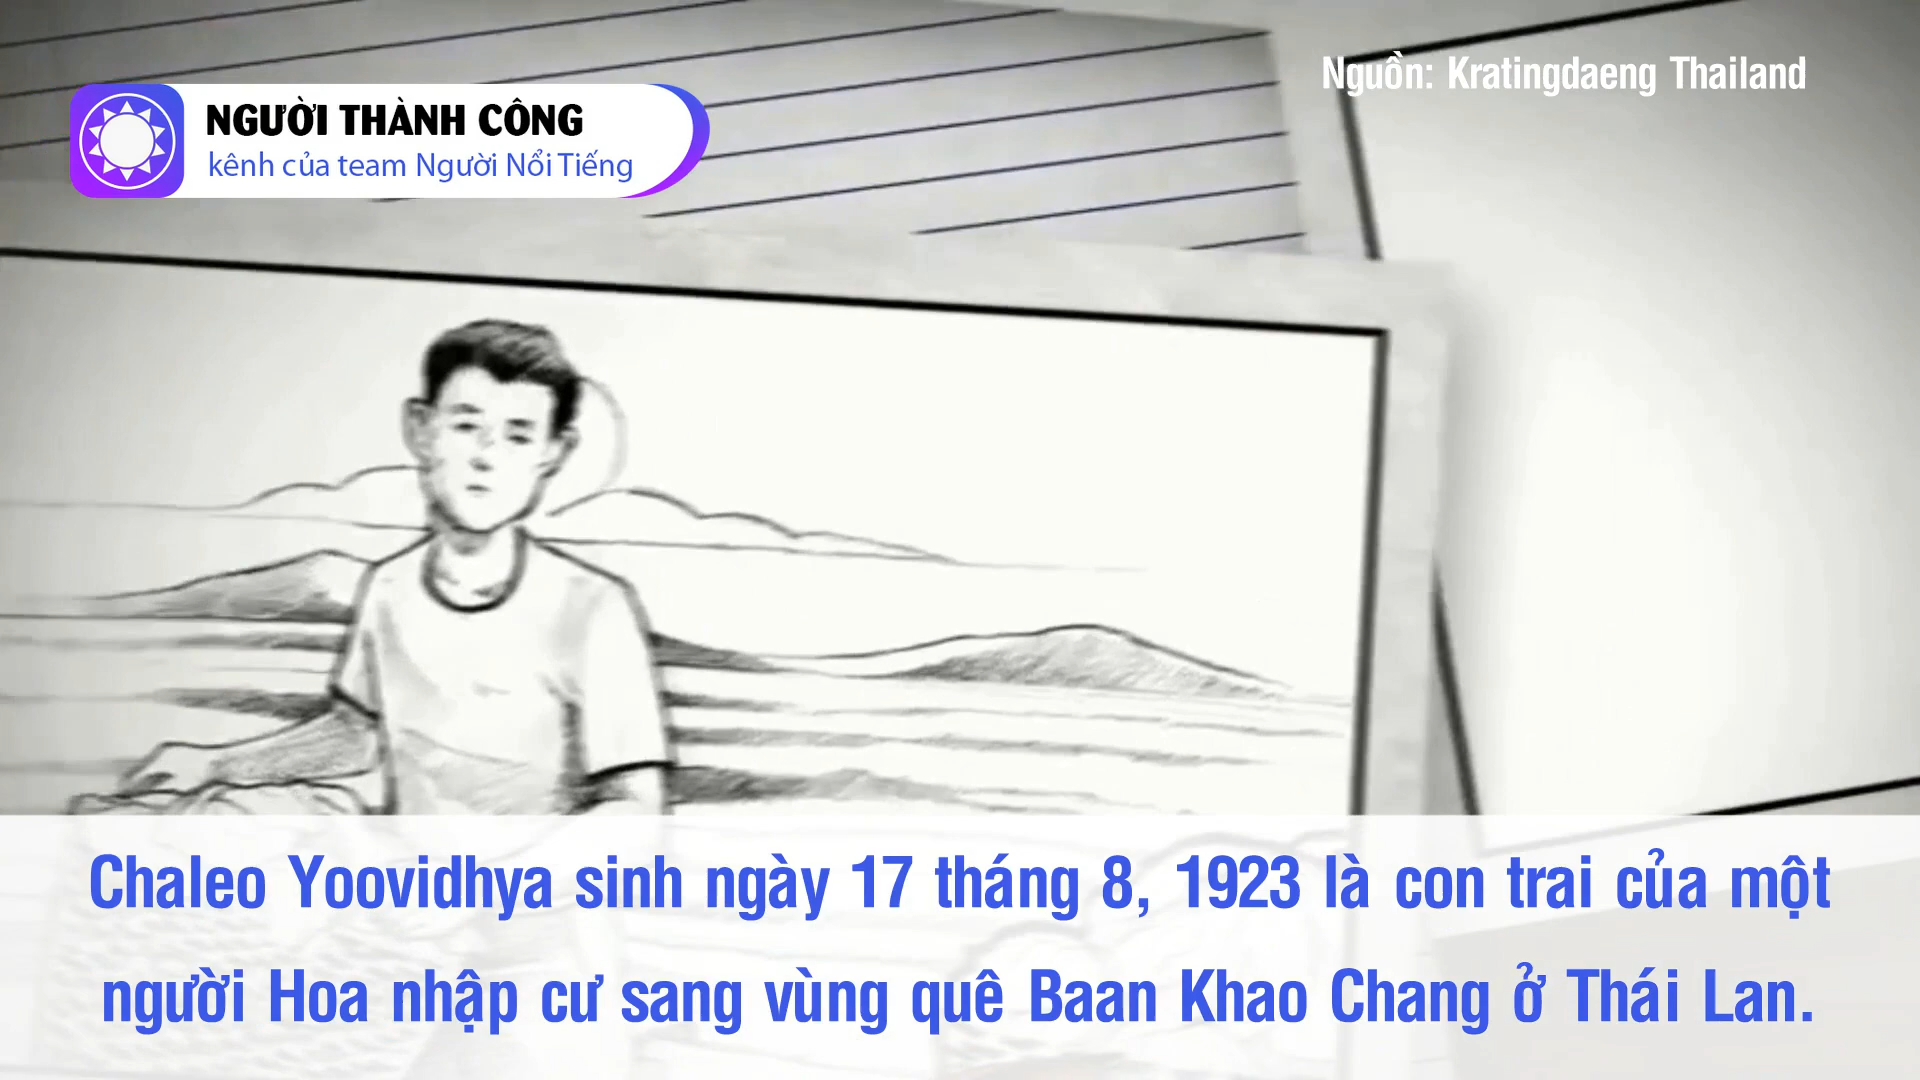 Nguồn: Kratingdaeng Thailand
NGƯỜI THÀNH CÔNG
kênh của team Người Nổi Tiếng
Chaleo Yoovidhya sinh ngày 17 tháng 8, 1923 là con trai của một
người Hoa nhập cư sang vùng quê Baan Khao Chang ở Thái Lan.